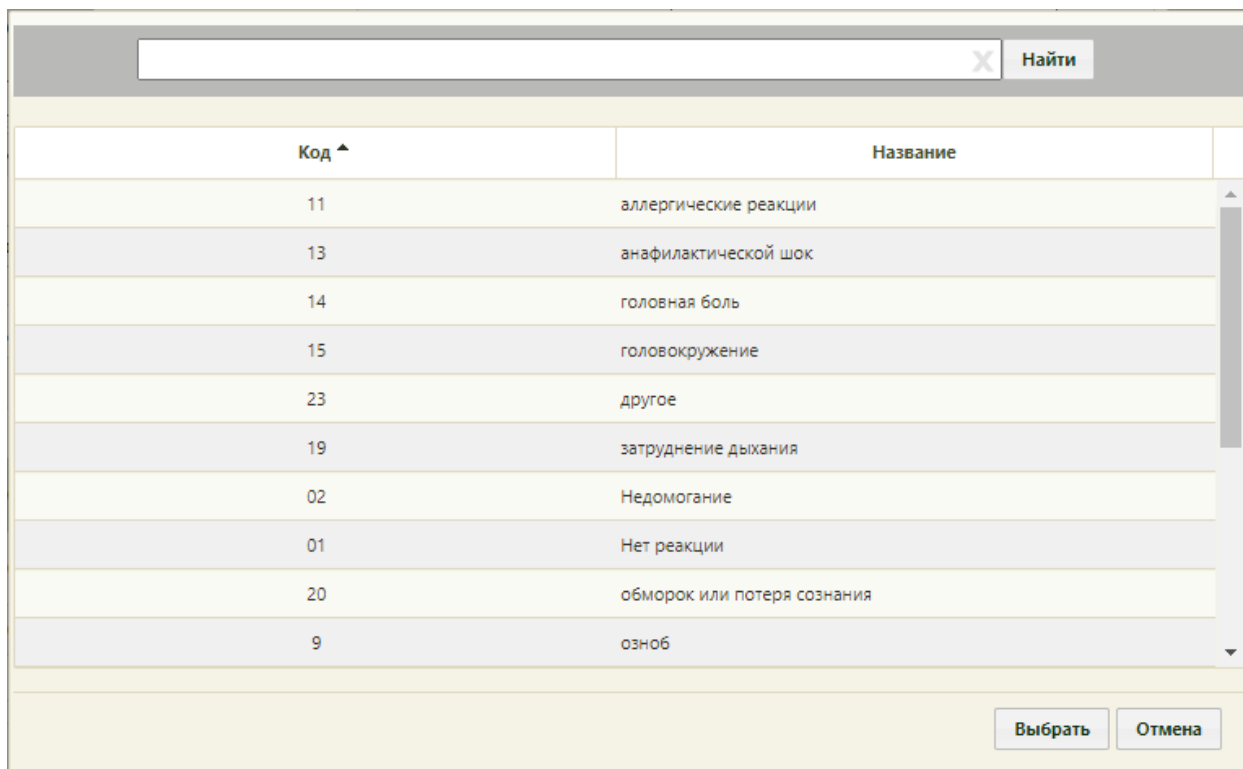 Найти
Код Название
11 аллергические реакции
13 анафилактической шок
14 головная боль
15 головокружение
23 другое
19 затруднение дыхания
02 Недомогание
01 Нет реакции
20 обморок или потеря сознания
9 озноб
Выбрать Отмена